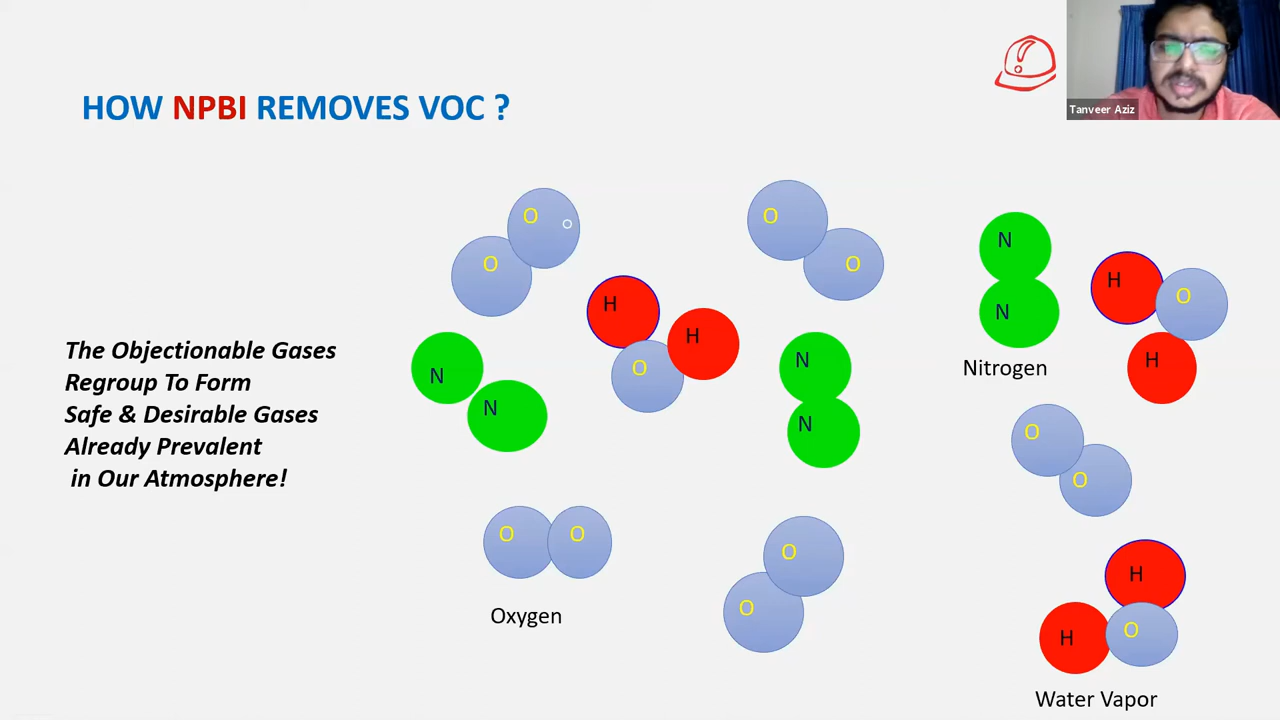 HOW NPBI REMOVES VOC ?
Tanveer Aziz
The Objectionable Gases
Regroup To Form
Safe & Desirable Gases
Already Prevalent
in Our Atmosphere!
O
O
O
O
O
N
N
H
O
H
H
H
O
N
N
N
N
Nitrogen
O
O
O
O
Oxygen
O
O
H
H
O
Water Vapor